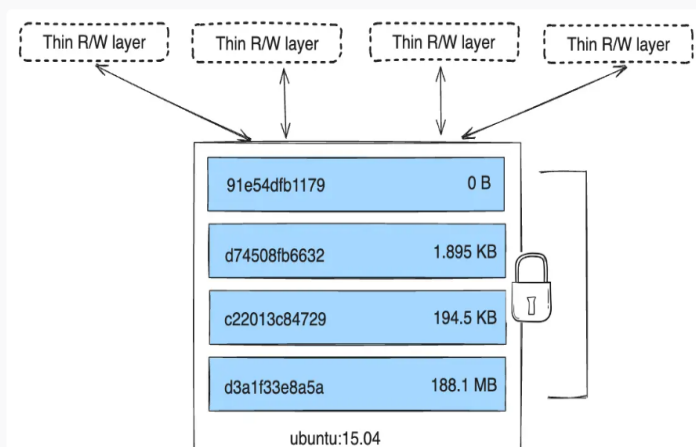 Thin R/W layer
Thin R/W layer
Thin R/W layer
Thin R/W layer
91e54dfb1179 0 B
d74508fb6632 1.895 KB
c22013c84729 194.5 KB
d3a1f33e8a5a 188.1 MB
ubuntu:15.04